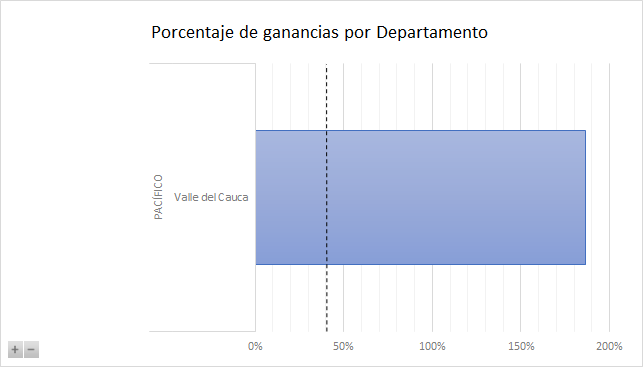 Porcentaje de ganancias por Departamento
PACÍFICO
Valle del Cauca
0% 50% 100% 150% 200%
+ −